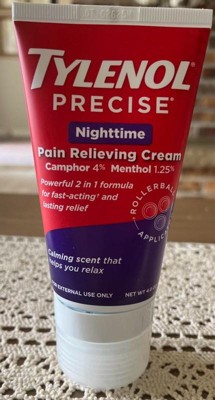 TYLENOL®
PRECISE®
Nighttime
Pain Relieving Cream
Camphor 4% Menthol 1.25%
Powerful 2 in 1 formula
for fast-acting† and
lasting relief
ROLLERBALL
APPLICATOR
Calming scent that
helps you relax
EXTERNAL USE ONLY
NET WT